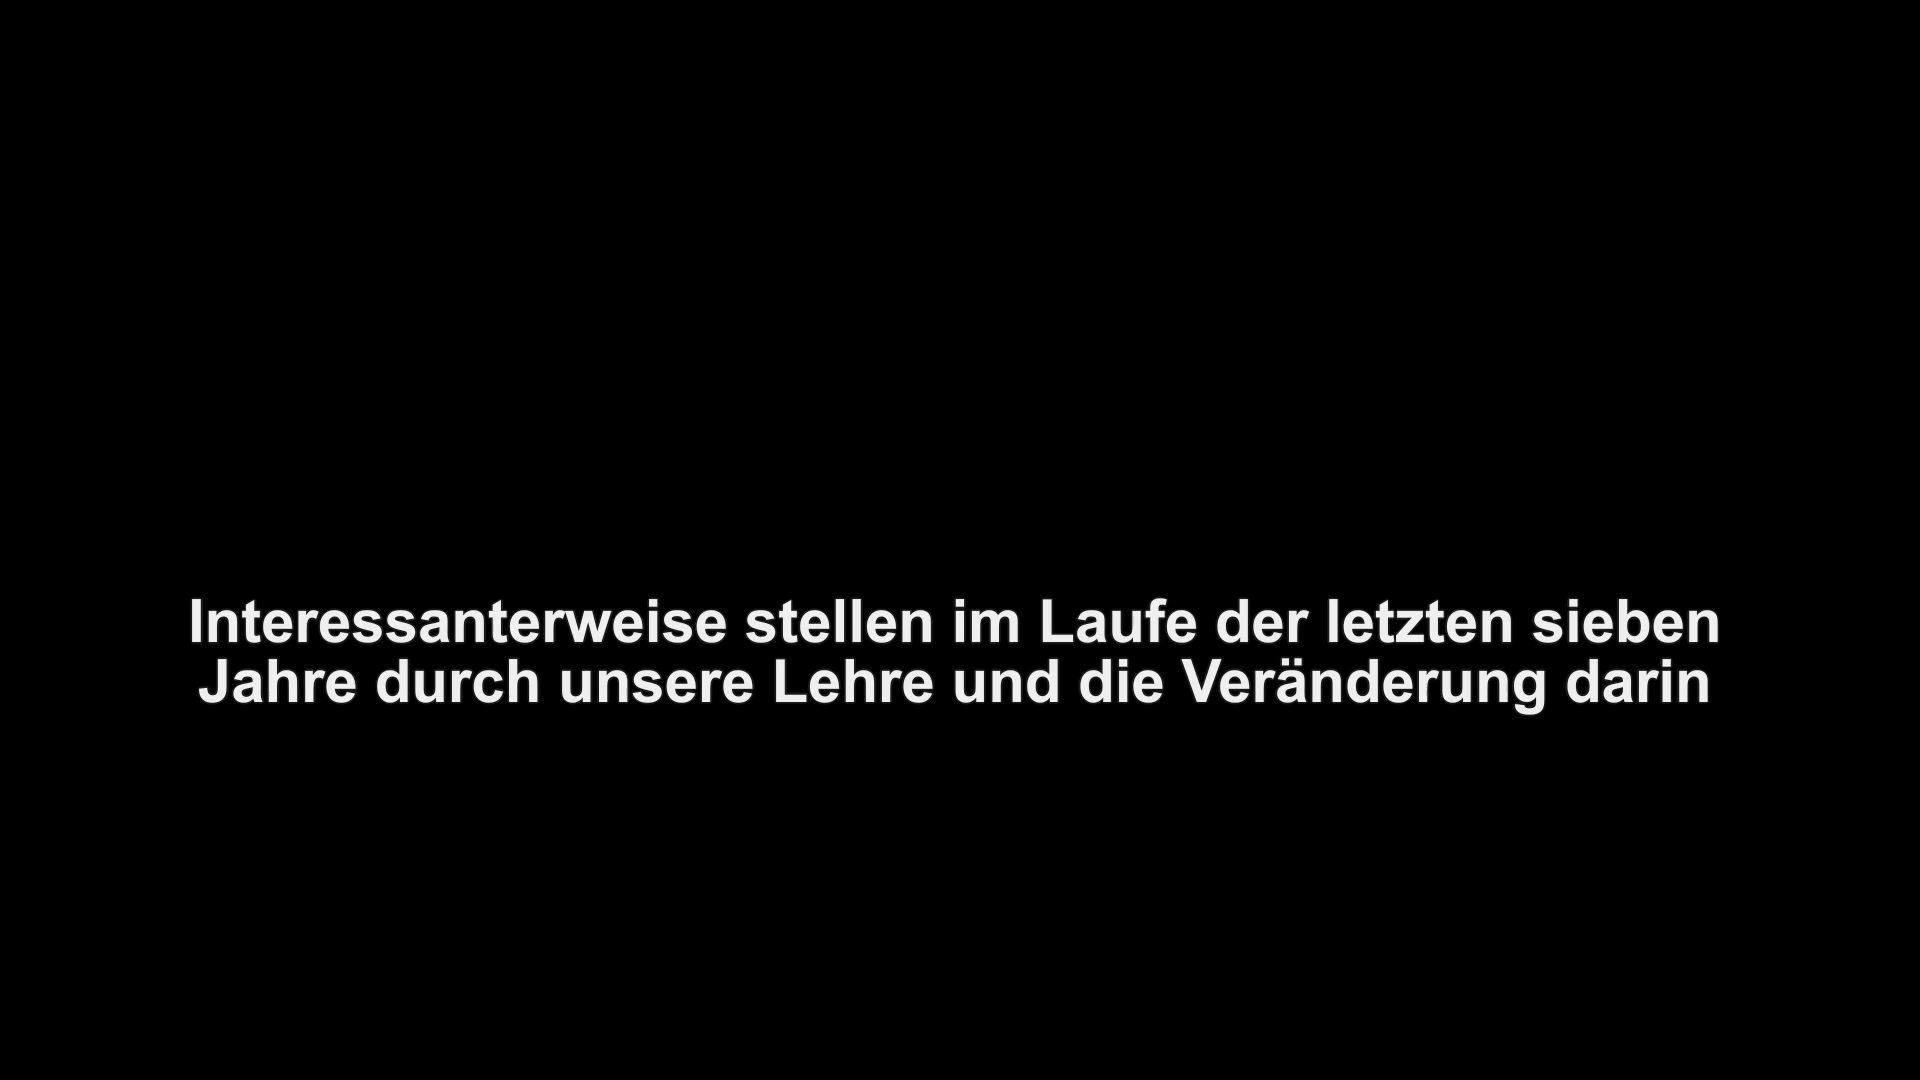 Interessanterweise stellen im Laufe der letzten sieben
Jahre durch unsere Lehre und die Veränderung darin